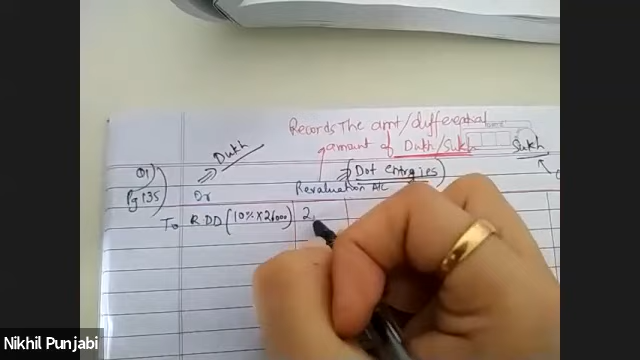 Records The amt/differential
amount of Dukh/Sukh
Dukh
Sukh
Q1)
Pg 135
(Dot entries)
Dr
Revaluation A/c
To RDD (10% X 26000) 2,
Nikhil Punjabi